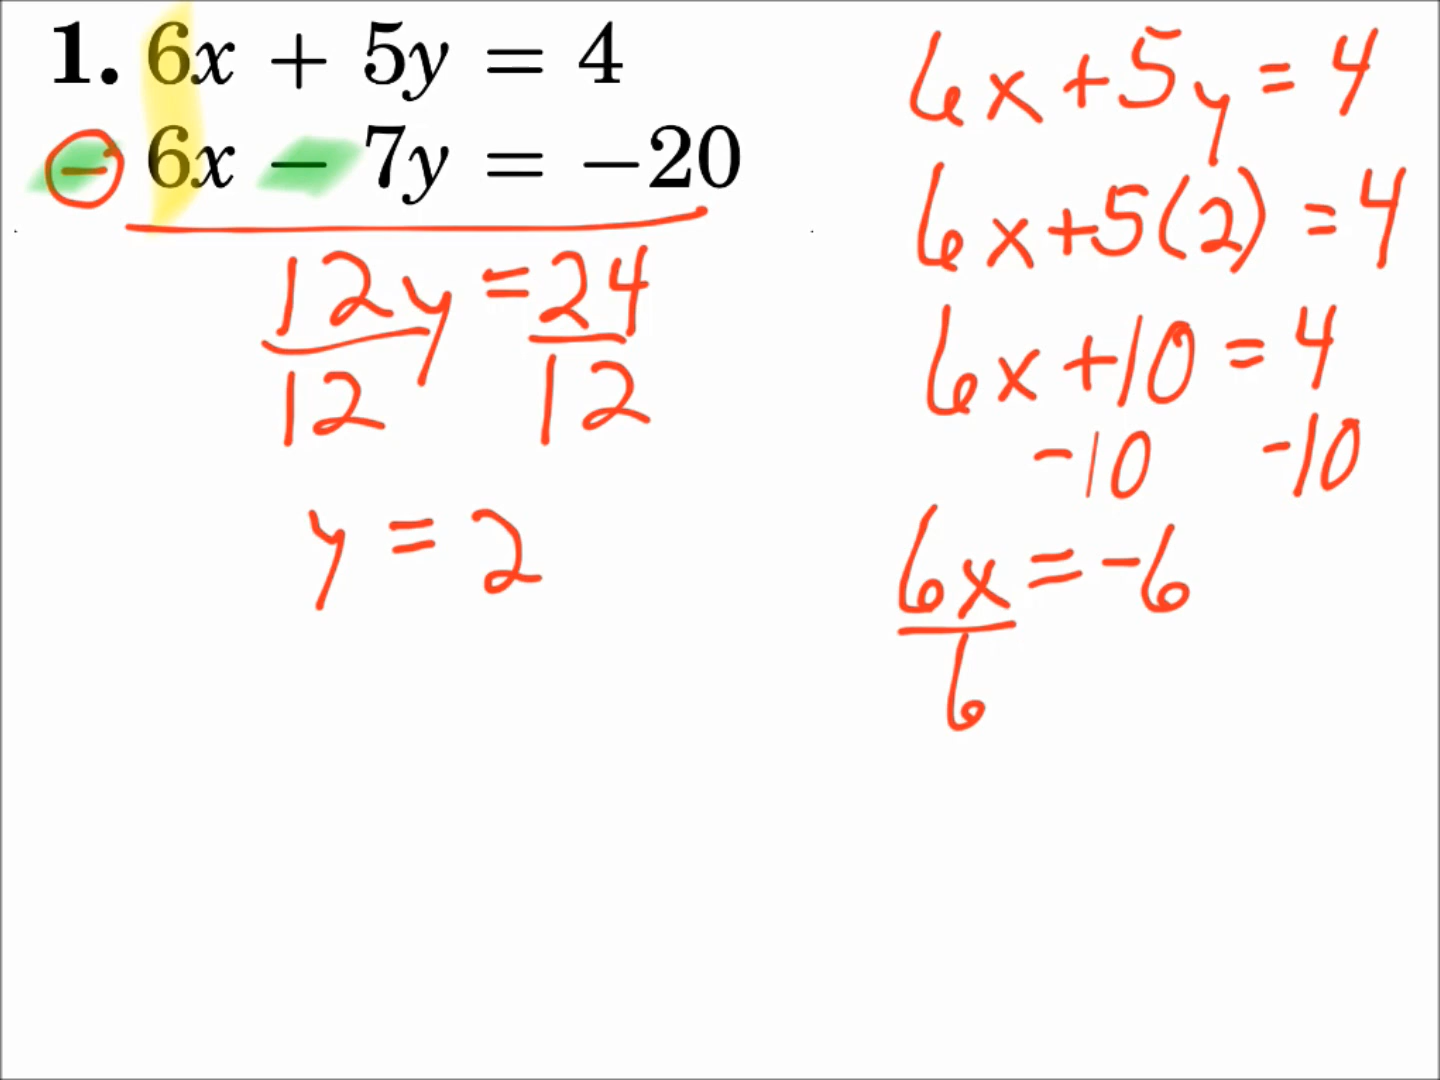 1. 6x + 5y = 4
− 6x − 7y = −20
12y = 24
12 12
y = 2
6x + 5y = 4
6x + 5(2) = 4
6x + 10 = 4
-10 -10
6x = -6
6